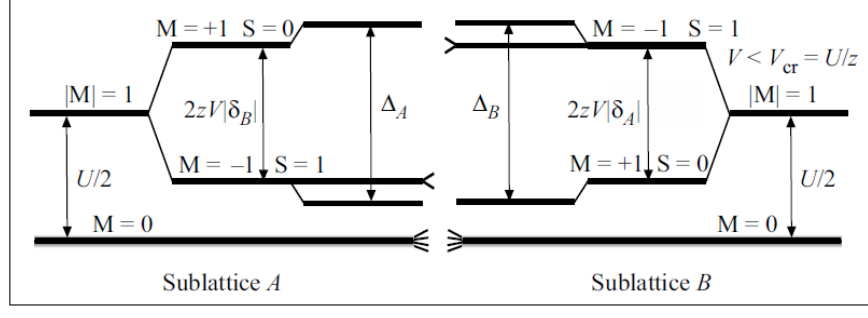 M = +1 S = 0
M = −1 S = 1
V < V_cr = U/z
|M| = 1
2zV|δ_B|
Δ_A
Δ_B
2zV|δ_A|
|M| = 1
M = −1 S = 1
M = +1 S = 0
U/2
U/2
M = 0
M = 0
Sublattice A
Sublattice B